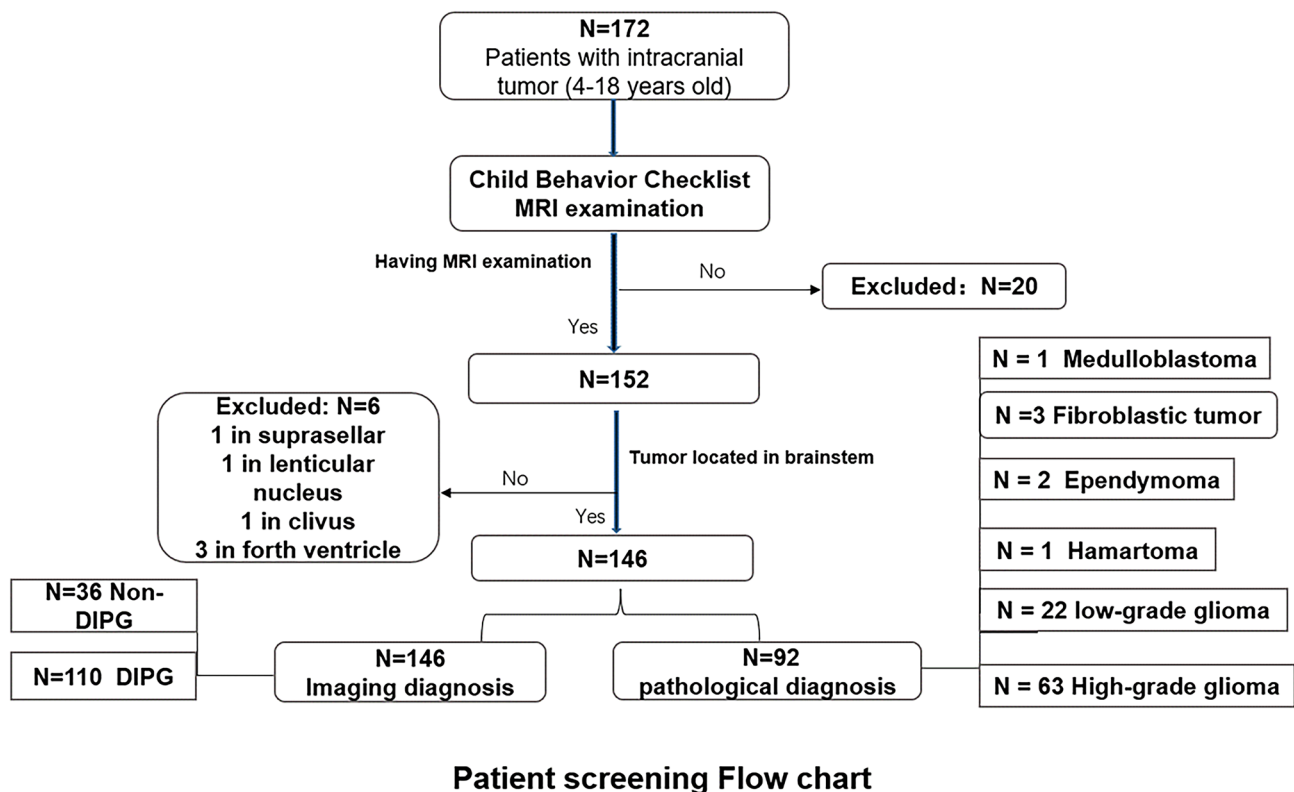 N=172
Patients with intracranial
tumor (4-18 years old)
Child Behavior Checklist
MRI examination
Having MRI examination
No
Excluded：N=20
Yes
N=152
Excluded: N=6
1 in suprasellar
1 in lenticular
nucleus
1 in clivus
3 in forth ventricle
Tumor located in brainstem
No
Yes
N=146
N=36 Non-
DIPG
N=110 DIPG
N=146
Imaging diagnosis
N=92
pathological diagnosis
N = 1 Medulloblastoma
N =3 Fibroblastic tumor
N = 2 Ependymoma
N = 1 Hamartoma
N = 22 low-grade glioma
N = 63 High-grade glioma
Patient screening Flow chart